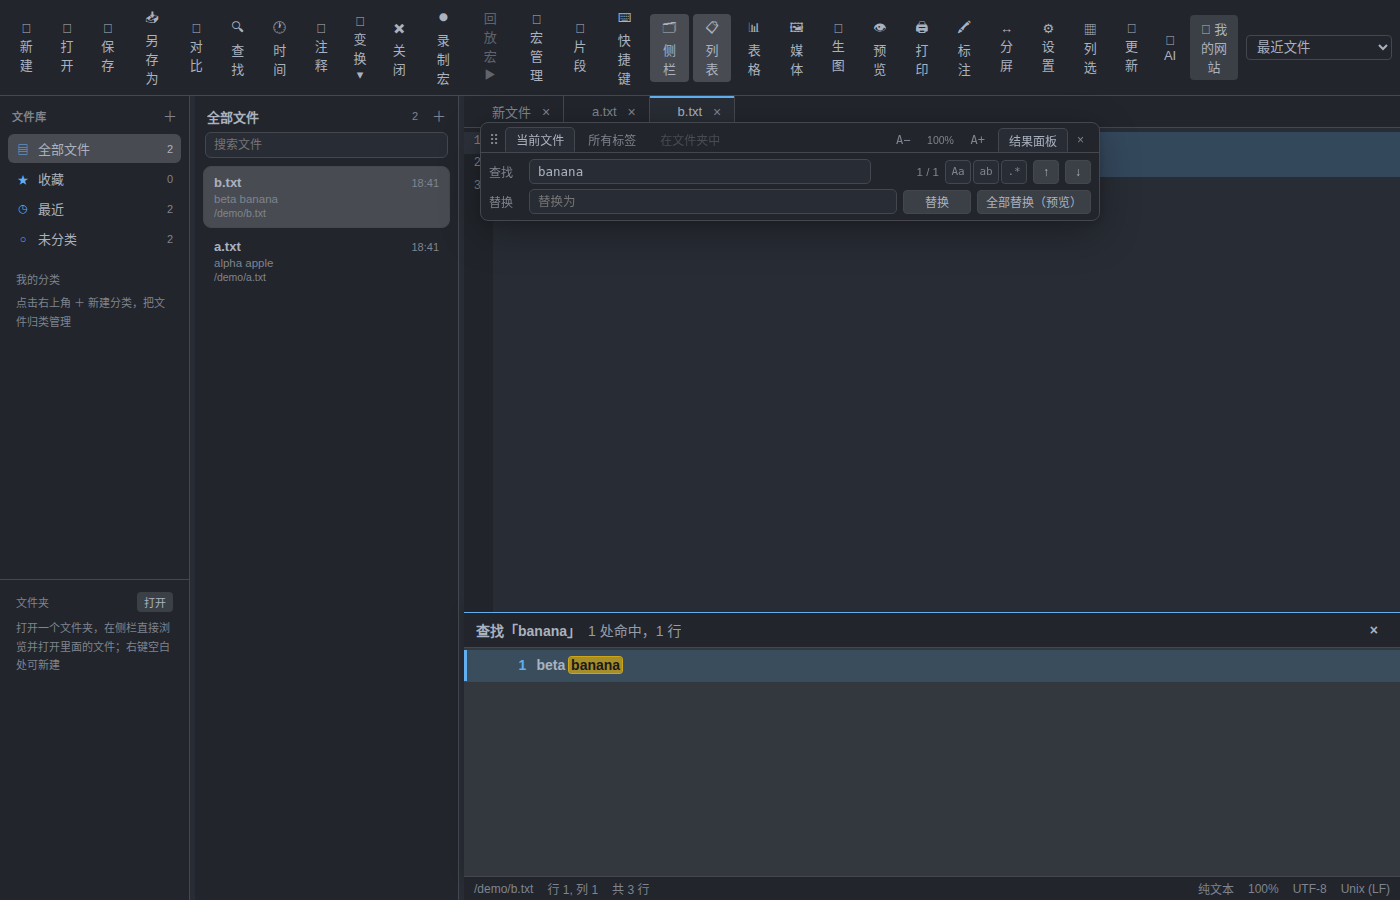 新建
打开
保存
另存为
对比
查找
时间
注释
变换 ▾
关闭
录制宏
放宏 ▶
宏管理
片段
快捷键
侧栏
列表
表格
媒体
生图
预览
打印
标注
分屏
设置
列选
更新
AI
我的网站
最近文件
文件库 ＋
全部文件 2
收藏 0
最近 2
未分类 2
我的分类
点击右上角 ＋ 新建分类，把文
件归类管理
文件夹 打开
打开一个文件夹，在侧栏直接浏
览并打开里面的文件；右键空白
处可新建
全部文件 2 ＋
搜索文件
b.txt 18:41
beta banana
/demo/b.txt
a.txt 18:41
alpha apple
/demo/a.txt
新文件 × a.txt × b.txt ×
1
2
3
当前文件 所有标签 在文件夹中 A− 100% A+ 结果面板 ×
查找 banana 1 / 1 Aa ab .* ↑ ↓
替换 替换为 替换 全部替换（预览）
查找「banana」 1 处命中，1 行 ×
1 beta banana
/demo/b.txt 行 1, 列 1 共 3 行 纯文本 100% UTF-8 Unix (LF)